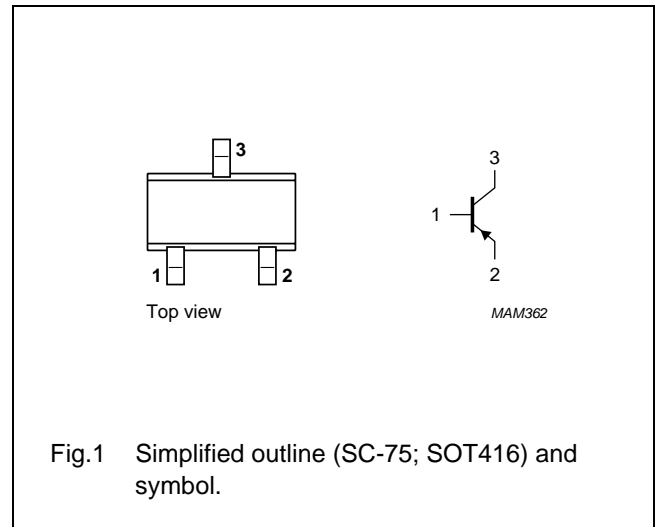 3
3
1
1
2
2
Top view
MAM362
Fig.1 Simplified outline (SC-75; SOT416) and
symbol.